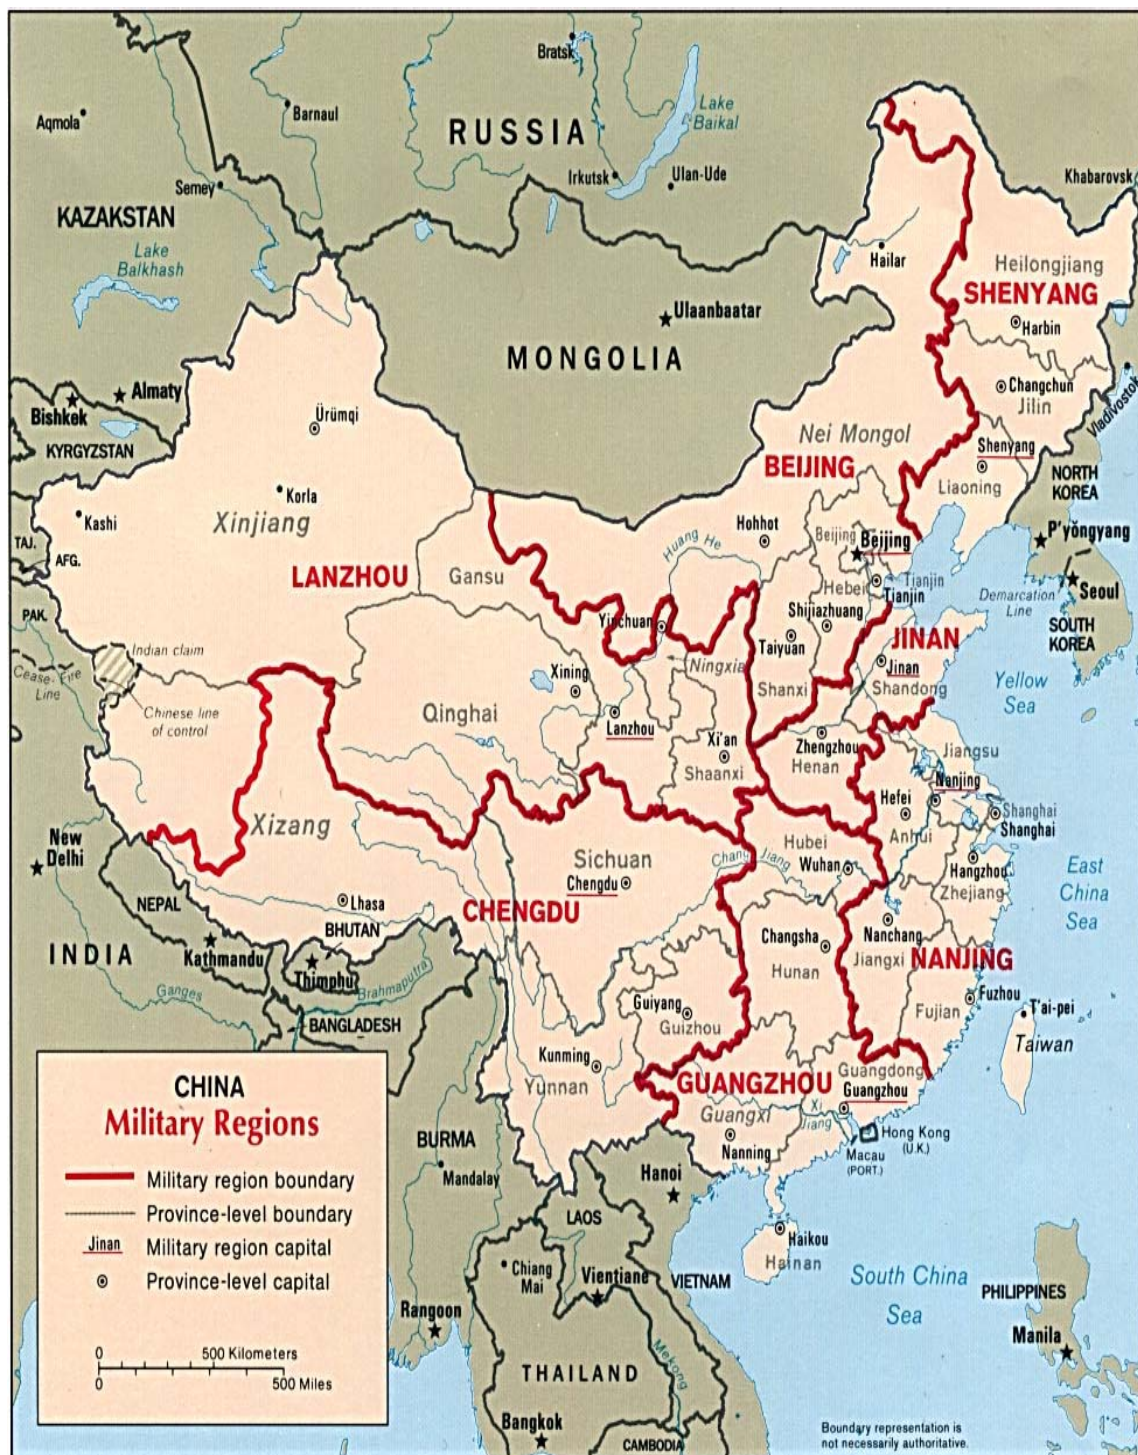 Bratsk
Lake
Baikal
Aqmola
Barnaul
RUSSIA
Irkutsk
Ulan-Ude
Khabarovsk
Semey
KAZAKSTAN
Lake
Balkhash
Hailar
Heilongjiang
SHENYANG
Harbin
Ulaanbaatar
MONGOLIA
Almaty
Bishkek
KYRGYZSTAN
Ürümqi
Changchun
Jilin
Vladivostok
Nei Mongol
BEIJING
Shenyang
Liaoning
NORTH
KOREA
Korla
Kashi
Xinjiang
Hohhot
Huang He
Beijing
Beijing
P'yŏngyang
TAJ.
AFG.
LANZHOU
Gansu
Hebei
Tianjin
Tianjin
Demarcation
Line
Seoul
PAK.
Yinchuan
Shijiazhuang
Taiyuan
JINAN
SOUTH
KOREA
Indian claim
Cease-Fire
Line
Ningxia
Xining
Shanxi
Jinan
Shandong
Yellow
Sea
Chinese line
of control
Qinghai
Lanzhou
Xi'an
Shaanxi
Zhengzhou
Henan
Jiangsu
Nanjing
Hefei
Anhui
Shanghai
Shanghai
Xizang
New
Delhi
Sichuan
Chengdu
Chang Jiang
Hubei
Wuhan
Hangzhou
Zhejiang
East
China
Sea
NEPAL
Lhasa
CHENGDU
BHUTAN
INDIA
Kathmandu
Thimphu
Changsha
Hunan
Nanchang
Jiangxi
NANJING
Ganges
Brahmaputra
BANGLADESH
Guiyang
Guizhou
Fuzhou
Fujian
T'ai-pei
Taiwan
Kunming
Yunnan
GUANGZHOU
Guangdong
Guangzhou
Guangxi
Xi
Jiang
Nanning
Hong Kong
(U.K.)
Macau
(PORT.)
CHINA
Military Regions
Military region boundary
Province-level boundary
Jinan Military region capital
Province-level capital
0 500 Kilometers
0 500 Miles
BURMA
Mandalay
Hanoi
LAOS
Haikou
Hainan
Chiang
Mai
Vientiane
VIETNAM
South China
Sea
PHILIPPINES
Manila
Rangoon
THAILAND
Mekong
Bangkok
CAMBODIA
Boundary representation is
not necessarily authoritative.